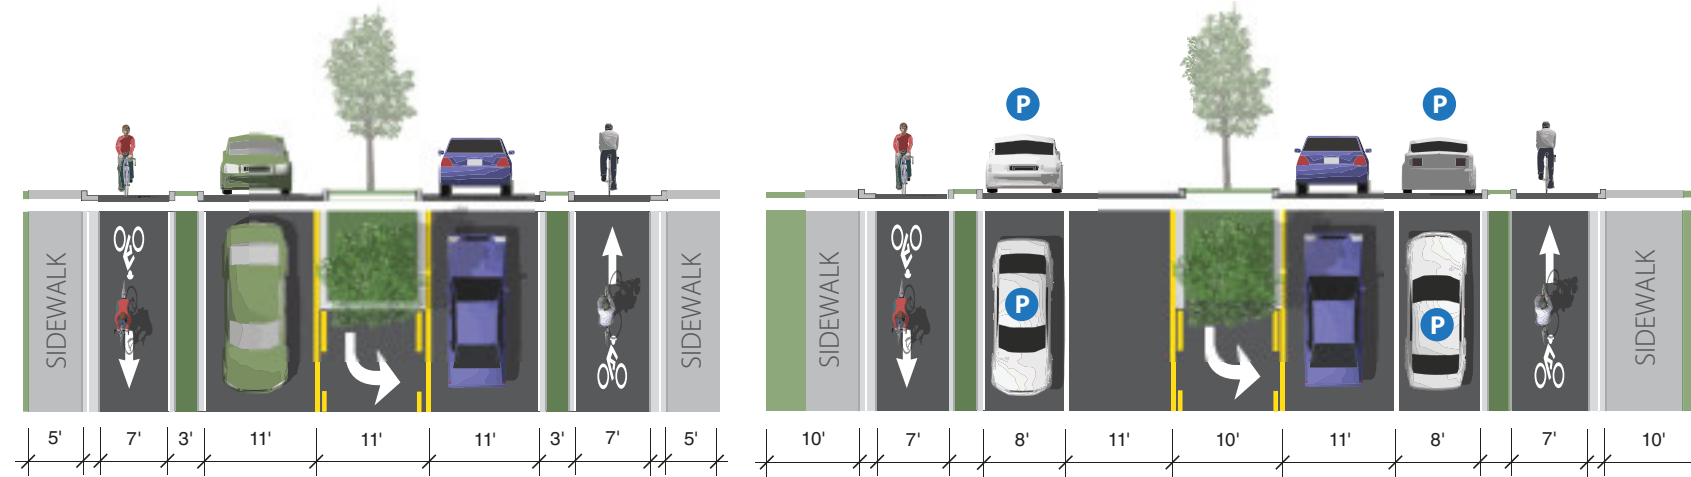 P
P
SIDEWALK
SIDEWALK
P
P
SIDEWALK
SIDEWALK
5' 7' 3' 11' 11' 11' 3' 7' 5'
10' 7' 8' 11' 10' 11' 8' 7' 10'